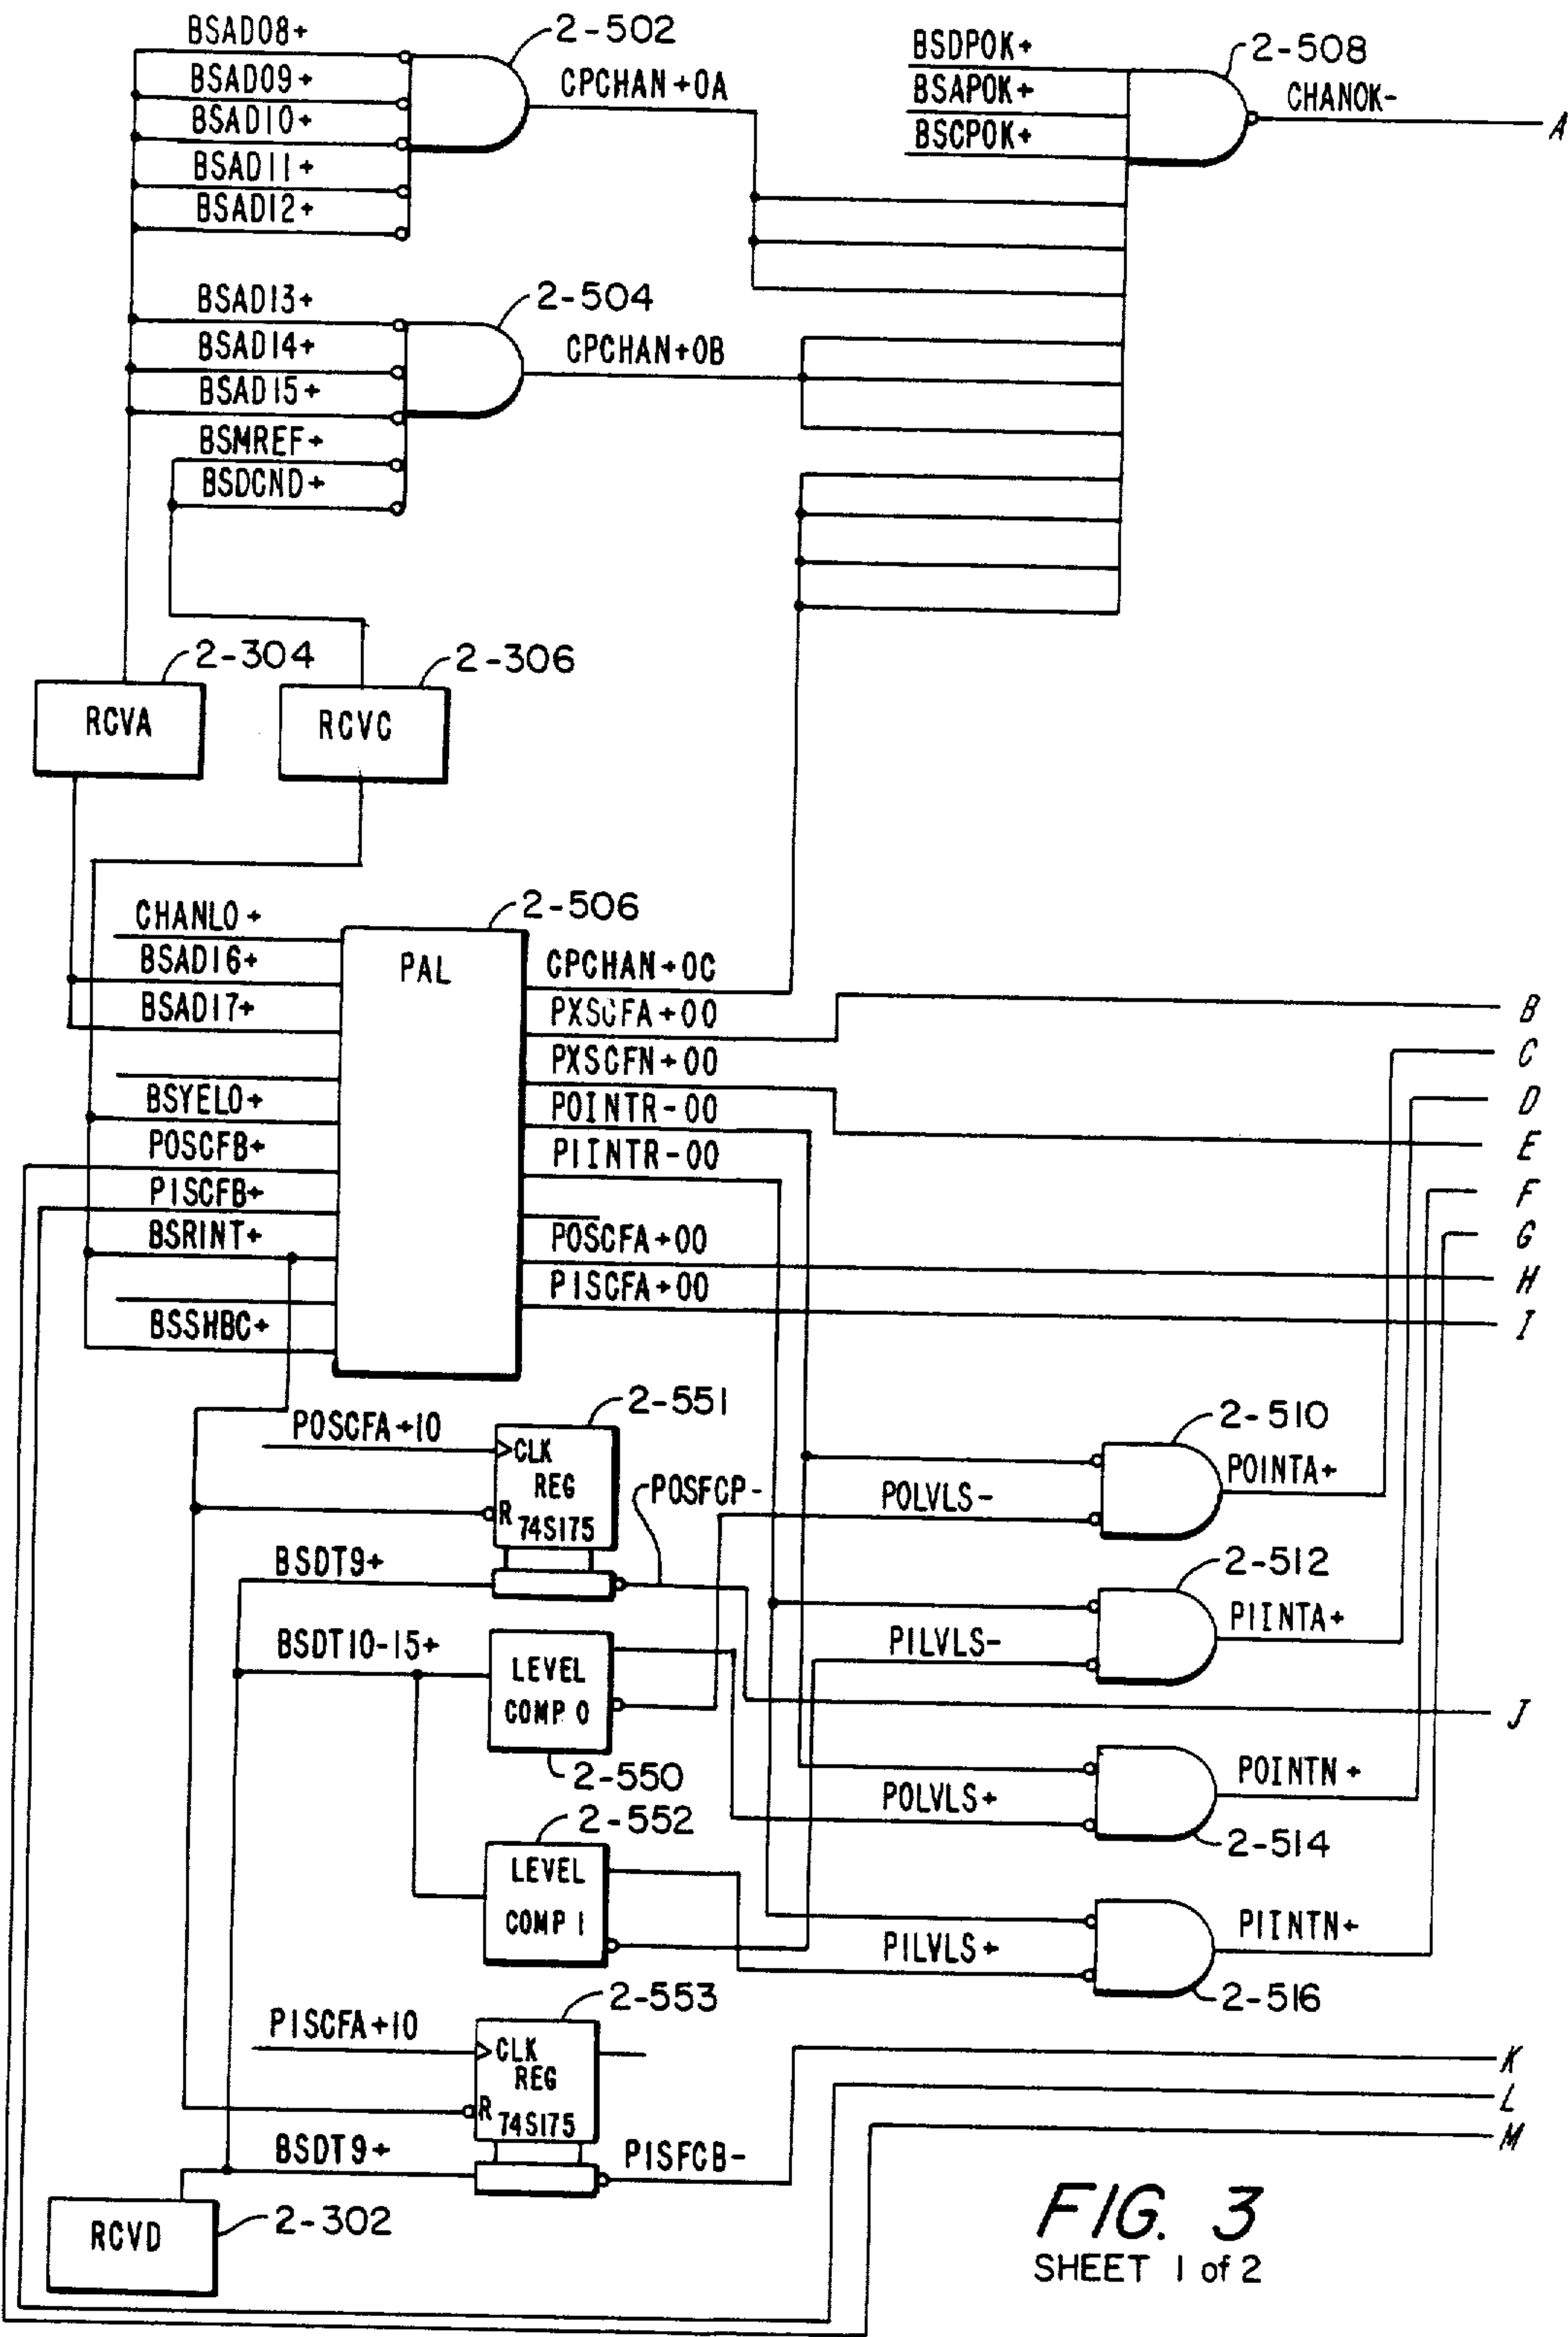 BSAD08+
2-502
BSAD09+
CPCHAN+0A
BSAD10+
BSAD11+
BSAD12+
BSDPOK+
2-508
BSAPOK+
CHANOK-
A
BSCPOK+
BSAD13+
2-504
BSAD14+
CPCHAN+0B
BSAD15+
BSMREF+
BSDCND+
2-304
2-306
RCVA
RCVC
2-506
CHANLO+
PAL
CPCHAN+0C
BSAD16+
BSAD17+
PXSCFA+00
B
PXSCFN+00
C
BSYELO+
POINTR-00
D
POSCFB+
PIINTR-00
E
PISCFB+
F
BSRINT+
POSCFA+00
G
H
PISCFA+00
BSSHBC+
I
2-551
POSCFA+10
CLK
REG
R
74S175
POSFCP-
2-510
POINTA+
POLVLS-
BSDT9+
2-512
PIINTA+
BSDT10-15+
LEVEL
COMP 0
PILVLS-
J
2-550
POINTN+
POLVLS+
2-514
2-552
LEVEL
COMP 1
PIINTN+
PILVLS+
2-516
2-553
PISCFA+10
CLK
REG
R
74S175
K
L
M
BSDT9+
PISFCB-
RCVD
2-302
FIG. 3
SHEET 1 of 2